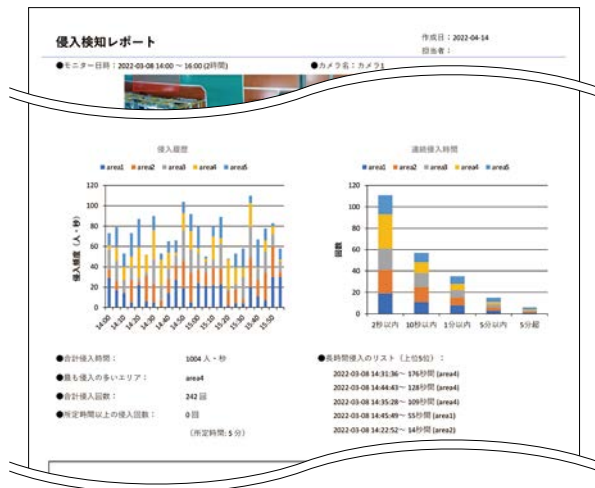 侵入検知レポート
作成日：2022-04-14
担当者：
●モニター日時：2022-03-08 14:00 ～ 16:00 (2時間)
●カメラ名：カメラ1
侵入履歴
area1 area2 area3 area4 area5
侵入頻度（人・秒）
120
100
80
60
40
20
0
14:00 14:10 14:20 14:30 14:40 14:50 15:00 15:10 15:20 15:30 15:40 15:50
連続侵入時間
area1 area2 area3 area4 area5
回数
120
100
80
60
40
20
0
2秒以内 10秒以内 1分以内 5分以内 5分超
●合計侵入時間： 1004 人・秒
●最も侵入の多いエリア： area4
●合計侵入回数： 242 回
●所定時間以上の侵入回数： 0 回
（所定時間: 5 分）
●長時間侵入のリスト（上位5位）：
2022-03-08 14:31:36～ 176秒間 (area4)
2022-03-08 14:44:43～ 128秒間 (area4)
2022-03-08 14:35:28～ 109秒間 (area4)
2022-03-08 14:45:49～ 55秒間 (area1)
2022-03-08 14:22:52～ 14秒間 (area2)